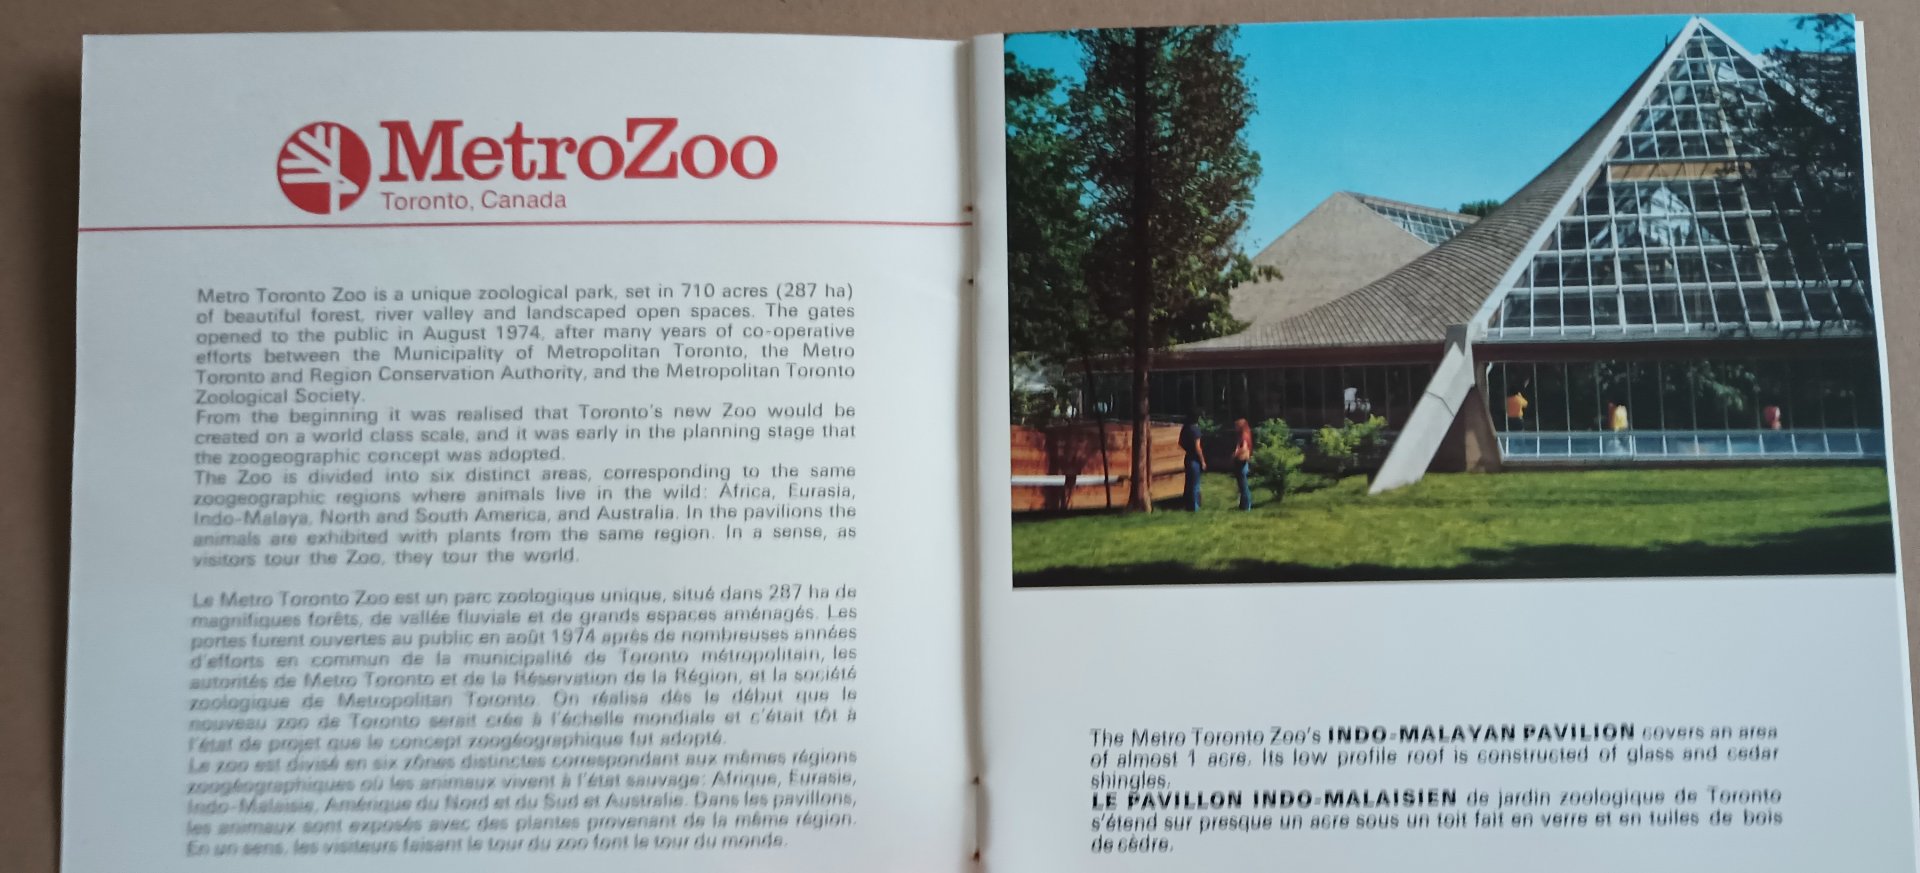 MetroZoo
Toronto, Canada
Metro Toronto Zoo is a unique zoological park, set in 710 acres (287 ha)
of beautiful forest, river valley and landscaped open spaces. The gates
opened to the public in August 1974, after many years of co-operative
efforts between the Municipality of Metropolitan Toronto, the Metro
Toronto and Region Conservation Authority, and the Metropolitan Toronto
Zoological Society.
From the beginning it was realised that Toronto's new Zoo would be
created on a world class scale, and it was early in the planning stage that
the zoogeographic concept was adopted.
The Zoo is divided into six distinct areas, corresponding to the same
zoogeographic regions where animals live in the wild: Africa, Eurasia,
Indo-Malaya, North and South America, and Australia. In the pavilions the
animals are exhibited with plants from the same region. In a sense, as
visitors tour the Zoo, they tour the world.
Le Metro Toronto Zoo est un parc zoologique unique, situé dans 287 ha de
magnifiques forêts, de vallée fluviale et de grands espaces aménagés. Les
portes furent ouvertes au public en août 1974 après de nombreuses années
d'efforts en commun de la municipalité de Toronto métropolitain, les
autorités de Metro Toronto et de la Réservation de la Région, et la société
zoologique de Metropolitan Toronto. On réalisa dès le début que le
nouveau zoo de Toronto serait crée à l'échelle mondiale et c'était tôt à
l'état de projet que le concept zoogéographique fut adopté.
Le zoo est divisé en six zônes distinctes correspondant aux mêmes régions
zoogéographiques où les animaux vivent à l'état sauvage: Afrique, Eurasie,
Indo-Malaisie, Amérique du Nord et du Sud et Australie. Dans les pavillons,
les animaux sont exposés avec des plantes provenant de la même région.
En un sens, les visiteurs faisant le tour du zoo font le tour du monde.
The Metro Toronto Zoo's INDO-MALAYAN PAVILION covers an area
of almost 1 acre. Its low profile roof is constructed of glass and cedar
shingles.
LE PAVILLON INDO-MALAISIEN de jardin zoologique de Toronto
s'étend sur presque un acre sous un toit fait en verre et en tuiles de bois
de cèdre.